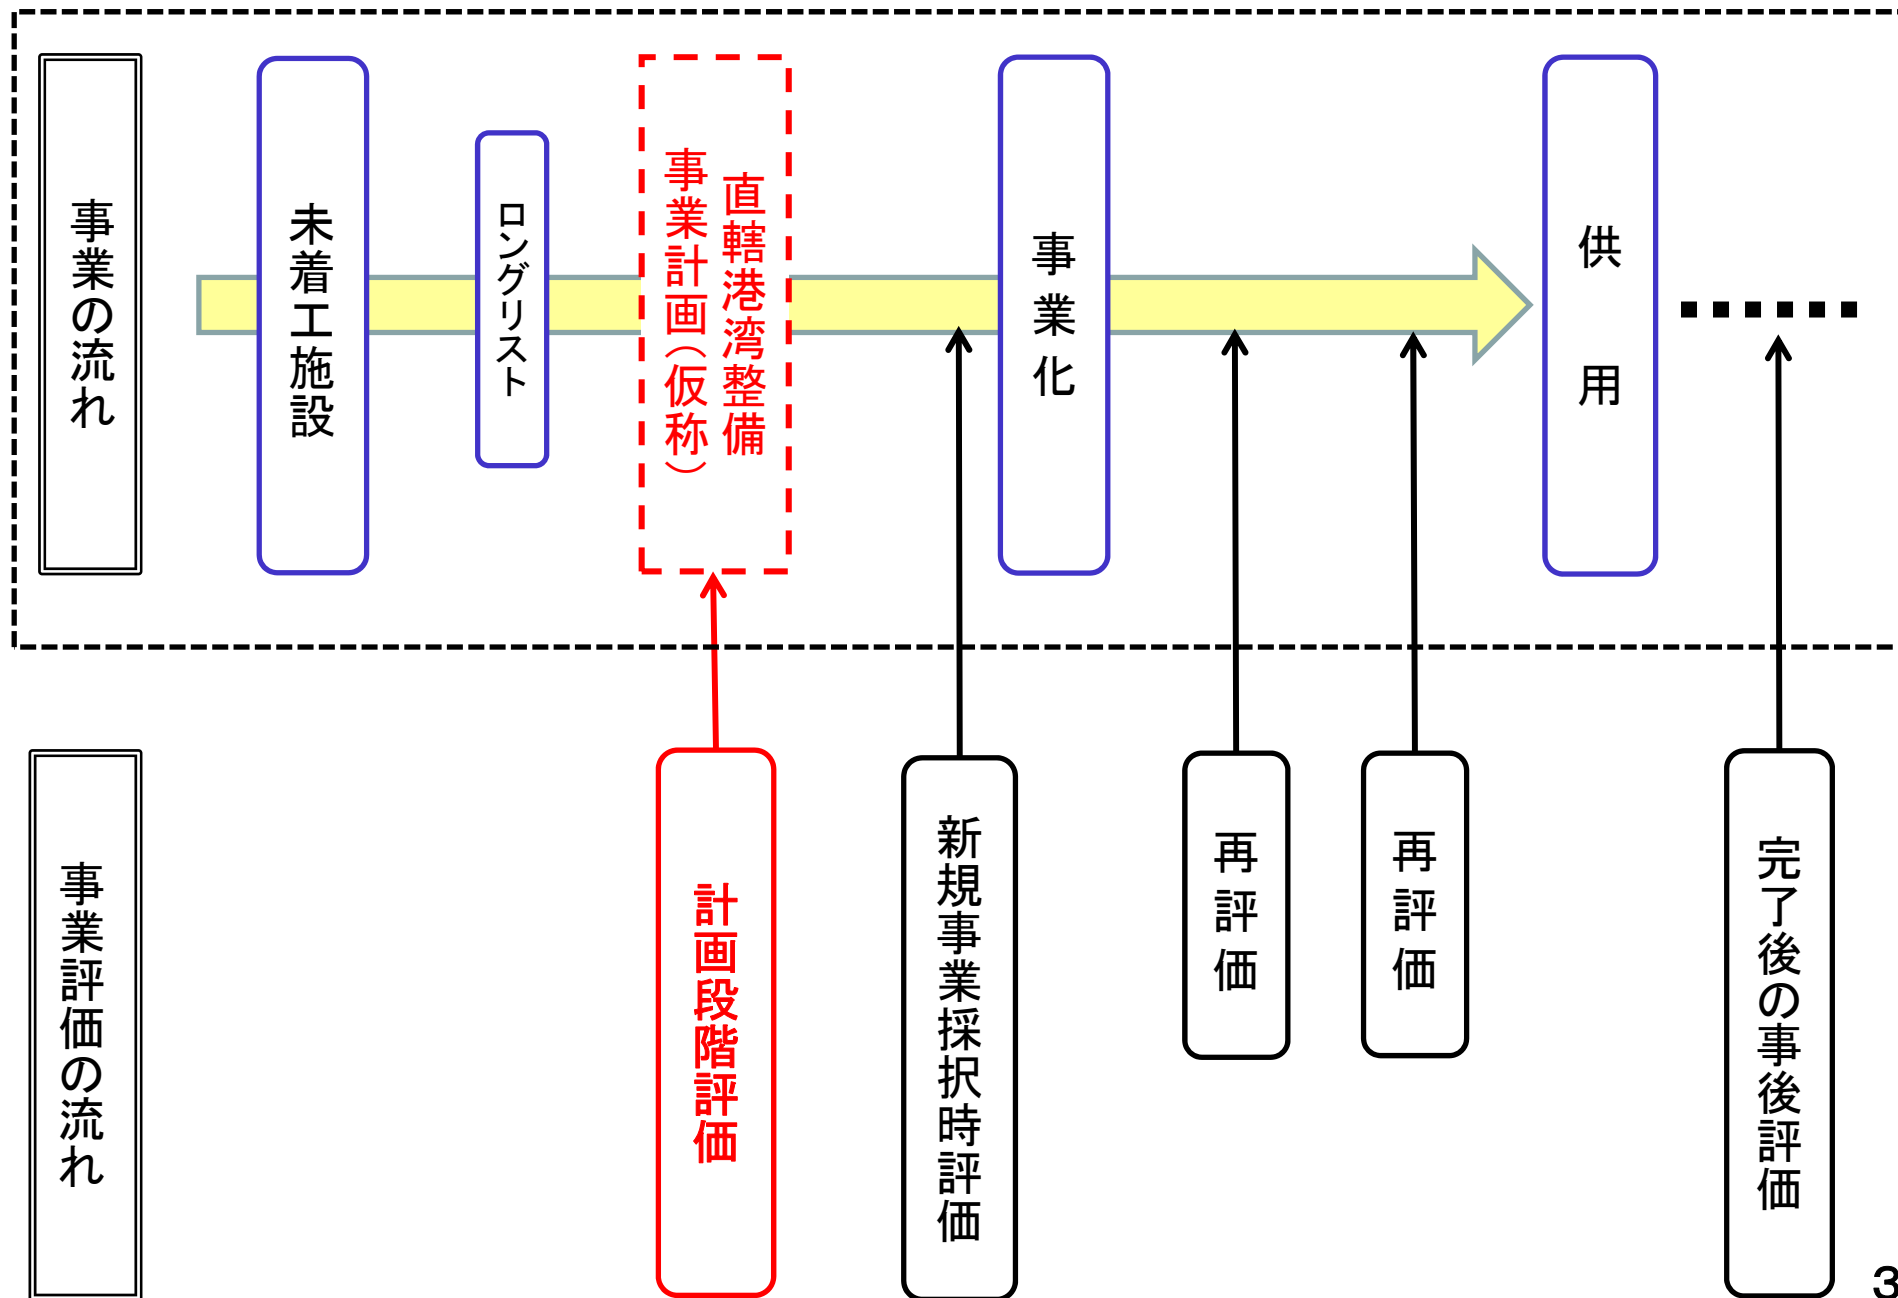 事業の流れ
未着工施設
ロングリスト
直轄港湾整備
事業計画（仮称）
事業化
供用
事業評価の流れ
計画段階評価
新規事業採択時評価
再評価
再評価
完了後の事後評価
3